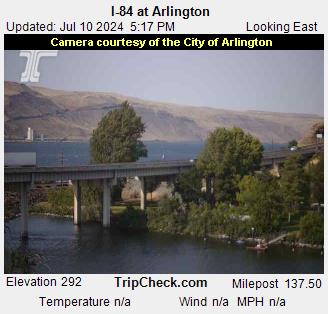 I-84 at Arlington
Updated: Jul 10 2024 5:17 PM Looking East
Camera courtesy of the City of Arlington
Elevation 292 TripCheck.com Milepost 137.50
Temperature n/a Wind n/a MPH n/a